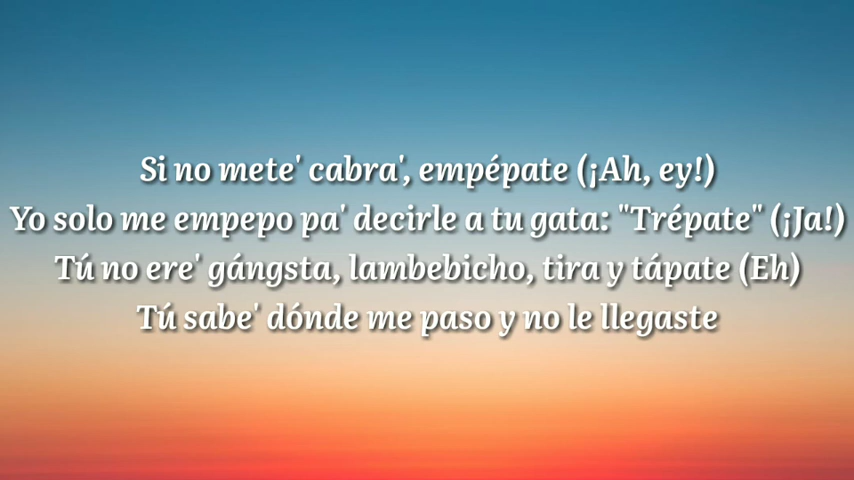 Si no mete' cabra', empépate (¡Ah, ey!)
Yo solo me empepo pa' decirle a tu gata: "Trépate" (¡Ja!)
Tú no ere' gángsta, lambebicho, tira y tápate (Eh)
Tú sabe' dónde me paso y no le llegaste